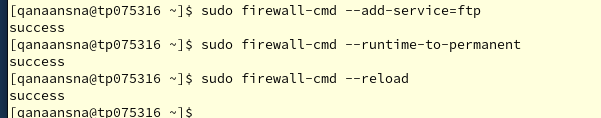 [qanaansna@tp075316 ~]$ sudo firewall-cmd --add-service=ftp
success
[qanaansna@tp075316 ~]$ sudo firewall-cmd --runtime-to-permanent
success
[qanaansna@tp075316 ~]$ sudo firewall-cmd --reload
success
[qanaansna@tp075316 ~]$